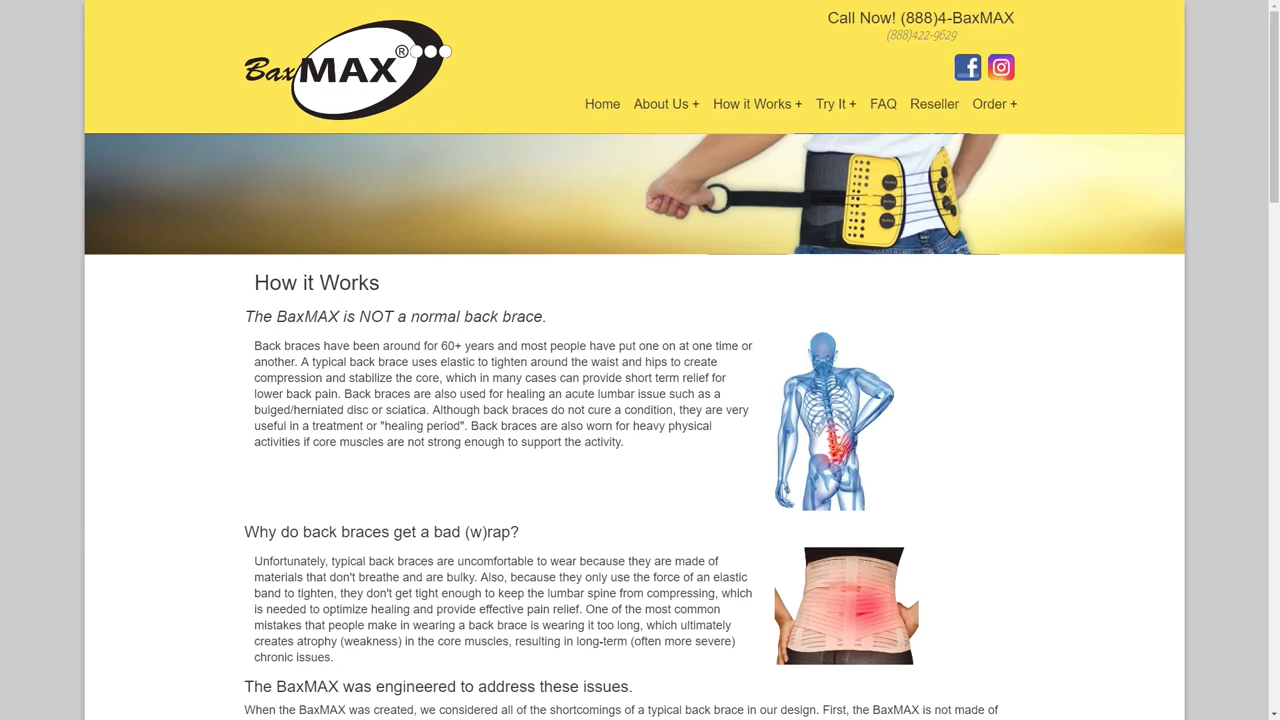 BaxMAX®
Call Now! (888)4-BaxMAX
(888)422-9629
Home About Us + How it Works + Try It + FAQ Reseller Order +
How it Works
The BaxMAX is NOT a normal back brace.
Back braces have been around for 60+ years and most people have put one on at one time or
another. A typical back brace uses elastic to tighten around the waist and hips to create
compression and stabilize the core, which in many cases can provide short term relief for
lower back pain. Back braces are also used for healing an acute lumbar issue such as a
bulged/herniated disc or sciatica. Although back braces do not cure a condition, they are very
useful in a treatment or "healing period". Back braces are also worn for heavy physical
activities if core muscles are not strong enough to support the activity.
Why do back braces get a bad (w)rap?
Unfortunately, typical back braces are uncomfortable to wear because they are made of
materials that don't breathe and are bulky. Also, because they only use the force of an elastic
band to tighten, they don't get tight enough to keep the lumbar spine from compressing, which
is needed to optimize healing and provide effective pain relief. One of the most common
mistakes that people make in wearing a back brace is wearing it too long, which ultimately
creates atrophy (weakness) in the core muscles, resulting in long-term (often more severe)
chronic issues.
The BaxMAX was engineered to address these issues.
When the BaxMAX was created, we considered all of the shortcomings of a typical back brace in our design. First, the BaxMAX is not made of